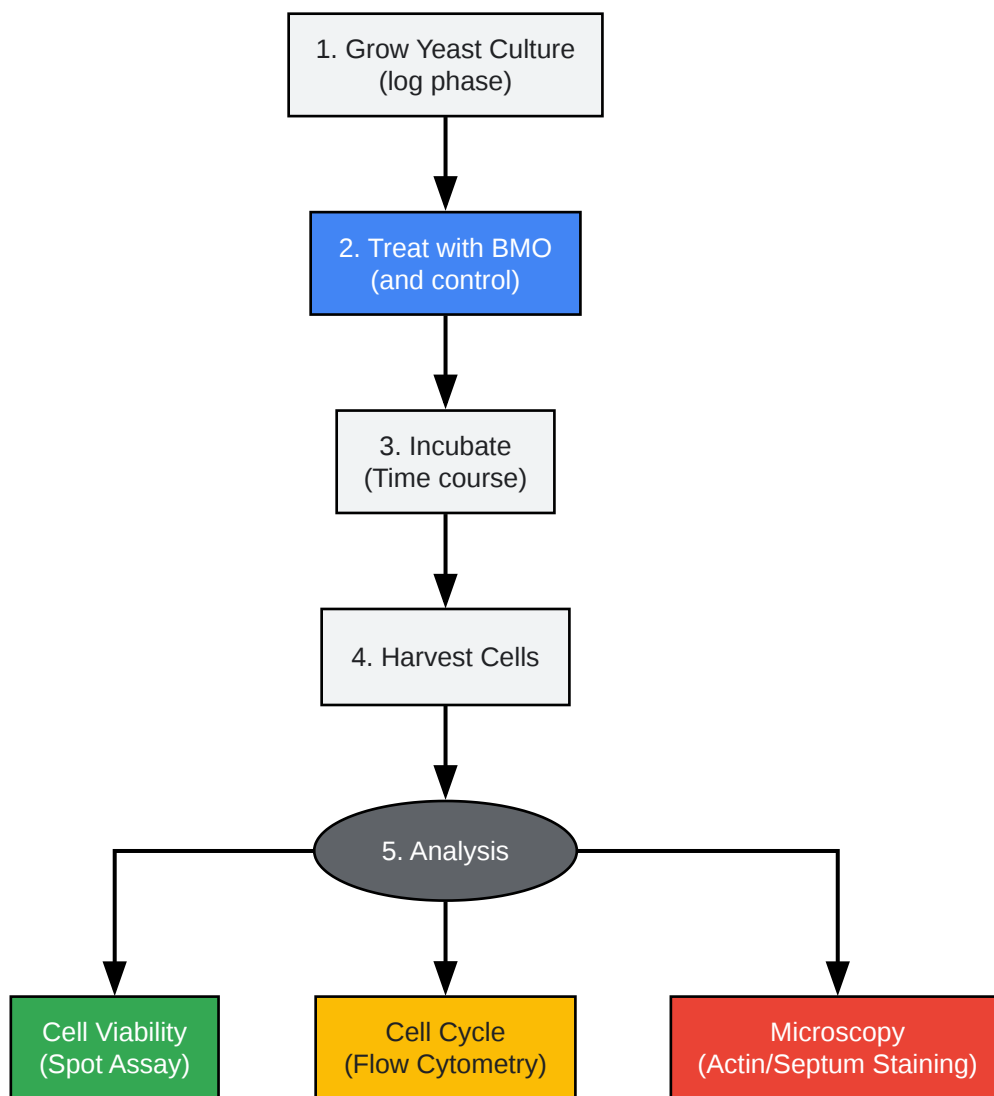 1. Grow Yeast Culture
(log phase)
2. Treat with BMO
(and control)
3. Incubate
(Time course)
4. Harvest Cells
5. Analysis
Cell Viability
(Spot Assay)
Cell Cycle
(Flow Cytometry)
Microscopy
(Actin/Septum Staining)